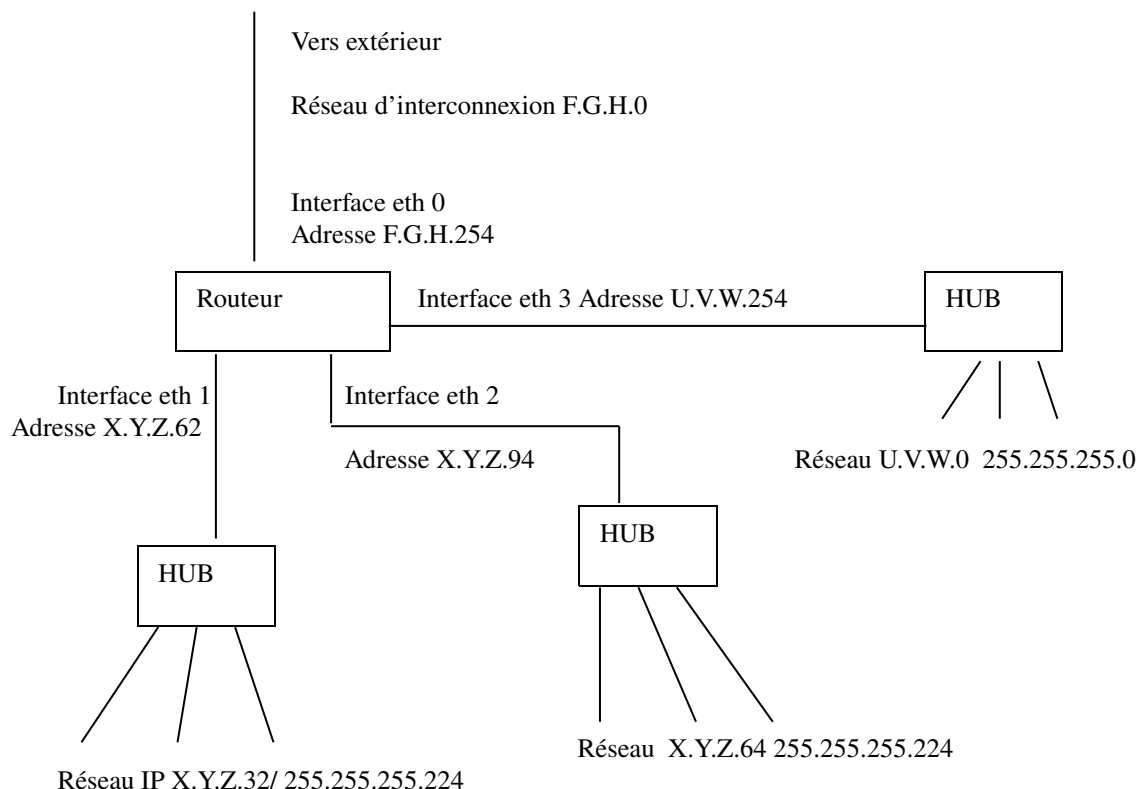 Vers extérieur
Réseau d'interconnexion F.G.H.0
Interface eth 0
Adresse F.G.H.254
Routeur
Interface eth 3 Adresse U.V.W.254
HUB
Interface eth 1
Adresse X.Y.Z.62
Interface eth 2
Adresse X.Y.Z.94
Réseau U.V.W.0  255.255.255.0
HUB
HUB
Réseau  X.Y.Z.64 255.255.255.224
Réseau IP X.Y.Z.32/ 255.255.255.224